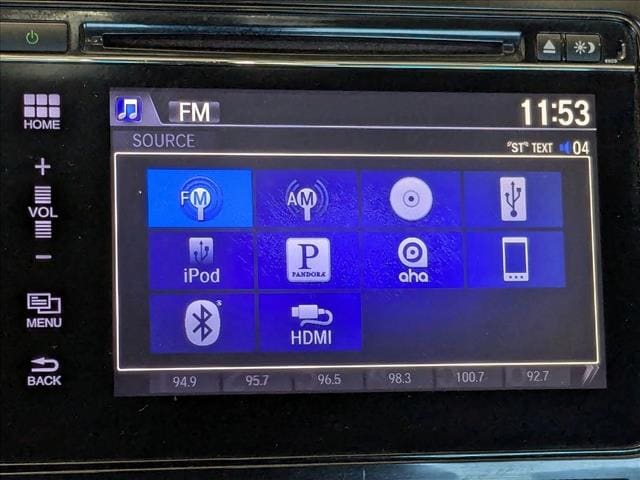 FM 11:53
SOURCE "ST" TEXT 04
HOME
FM AM
+
VOL
iPod P PANDORA aha
−
MENU
HDMI
BACK
94.9 95.7 96.5 98.3 100.7 92.7